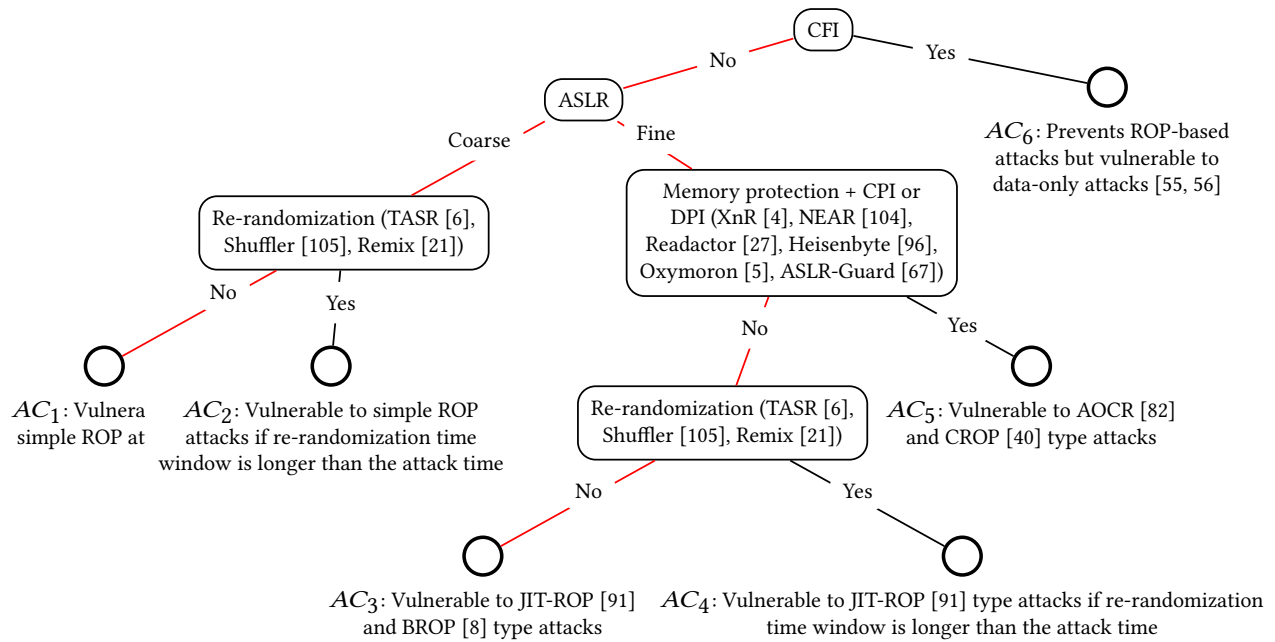 CFI
No
Yes
ASLR
Coarse
Fine
AC6: Prevents ROP-based
attacks but vulnerable to
data-only attacks [55, 56]
Re-randomization (TASR [6],
Shuffler [105], Remix [21])
Memory protection + CPI or
DPI (XnR [4], NEAR [104],
Readactor [27], Heisenbyte [96],
Oxymoron [5], ASLR-Guard [67])
No
Yes
No
Yes
AC1: Vulnera
simple ROP at
AC2: Vulnerable to simple ROP
attacks if re-randomization time
window is longer than the attack time
Re-randomization (TASR [6],
Shuffler [105], Remix [21])
AC5: Vulnerable to AOCR [82]
and CROP [40] type attacks
No
Yes
AC3: Vulnerable to JIT-ROP [91]
and BROP [8] type attacks
AC4: Vulnerable to JIT-ROP [91] type attacks if re-randomization
time window is longer than the attack time